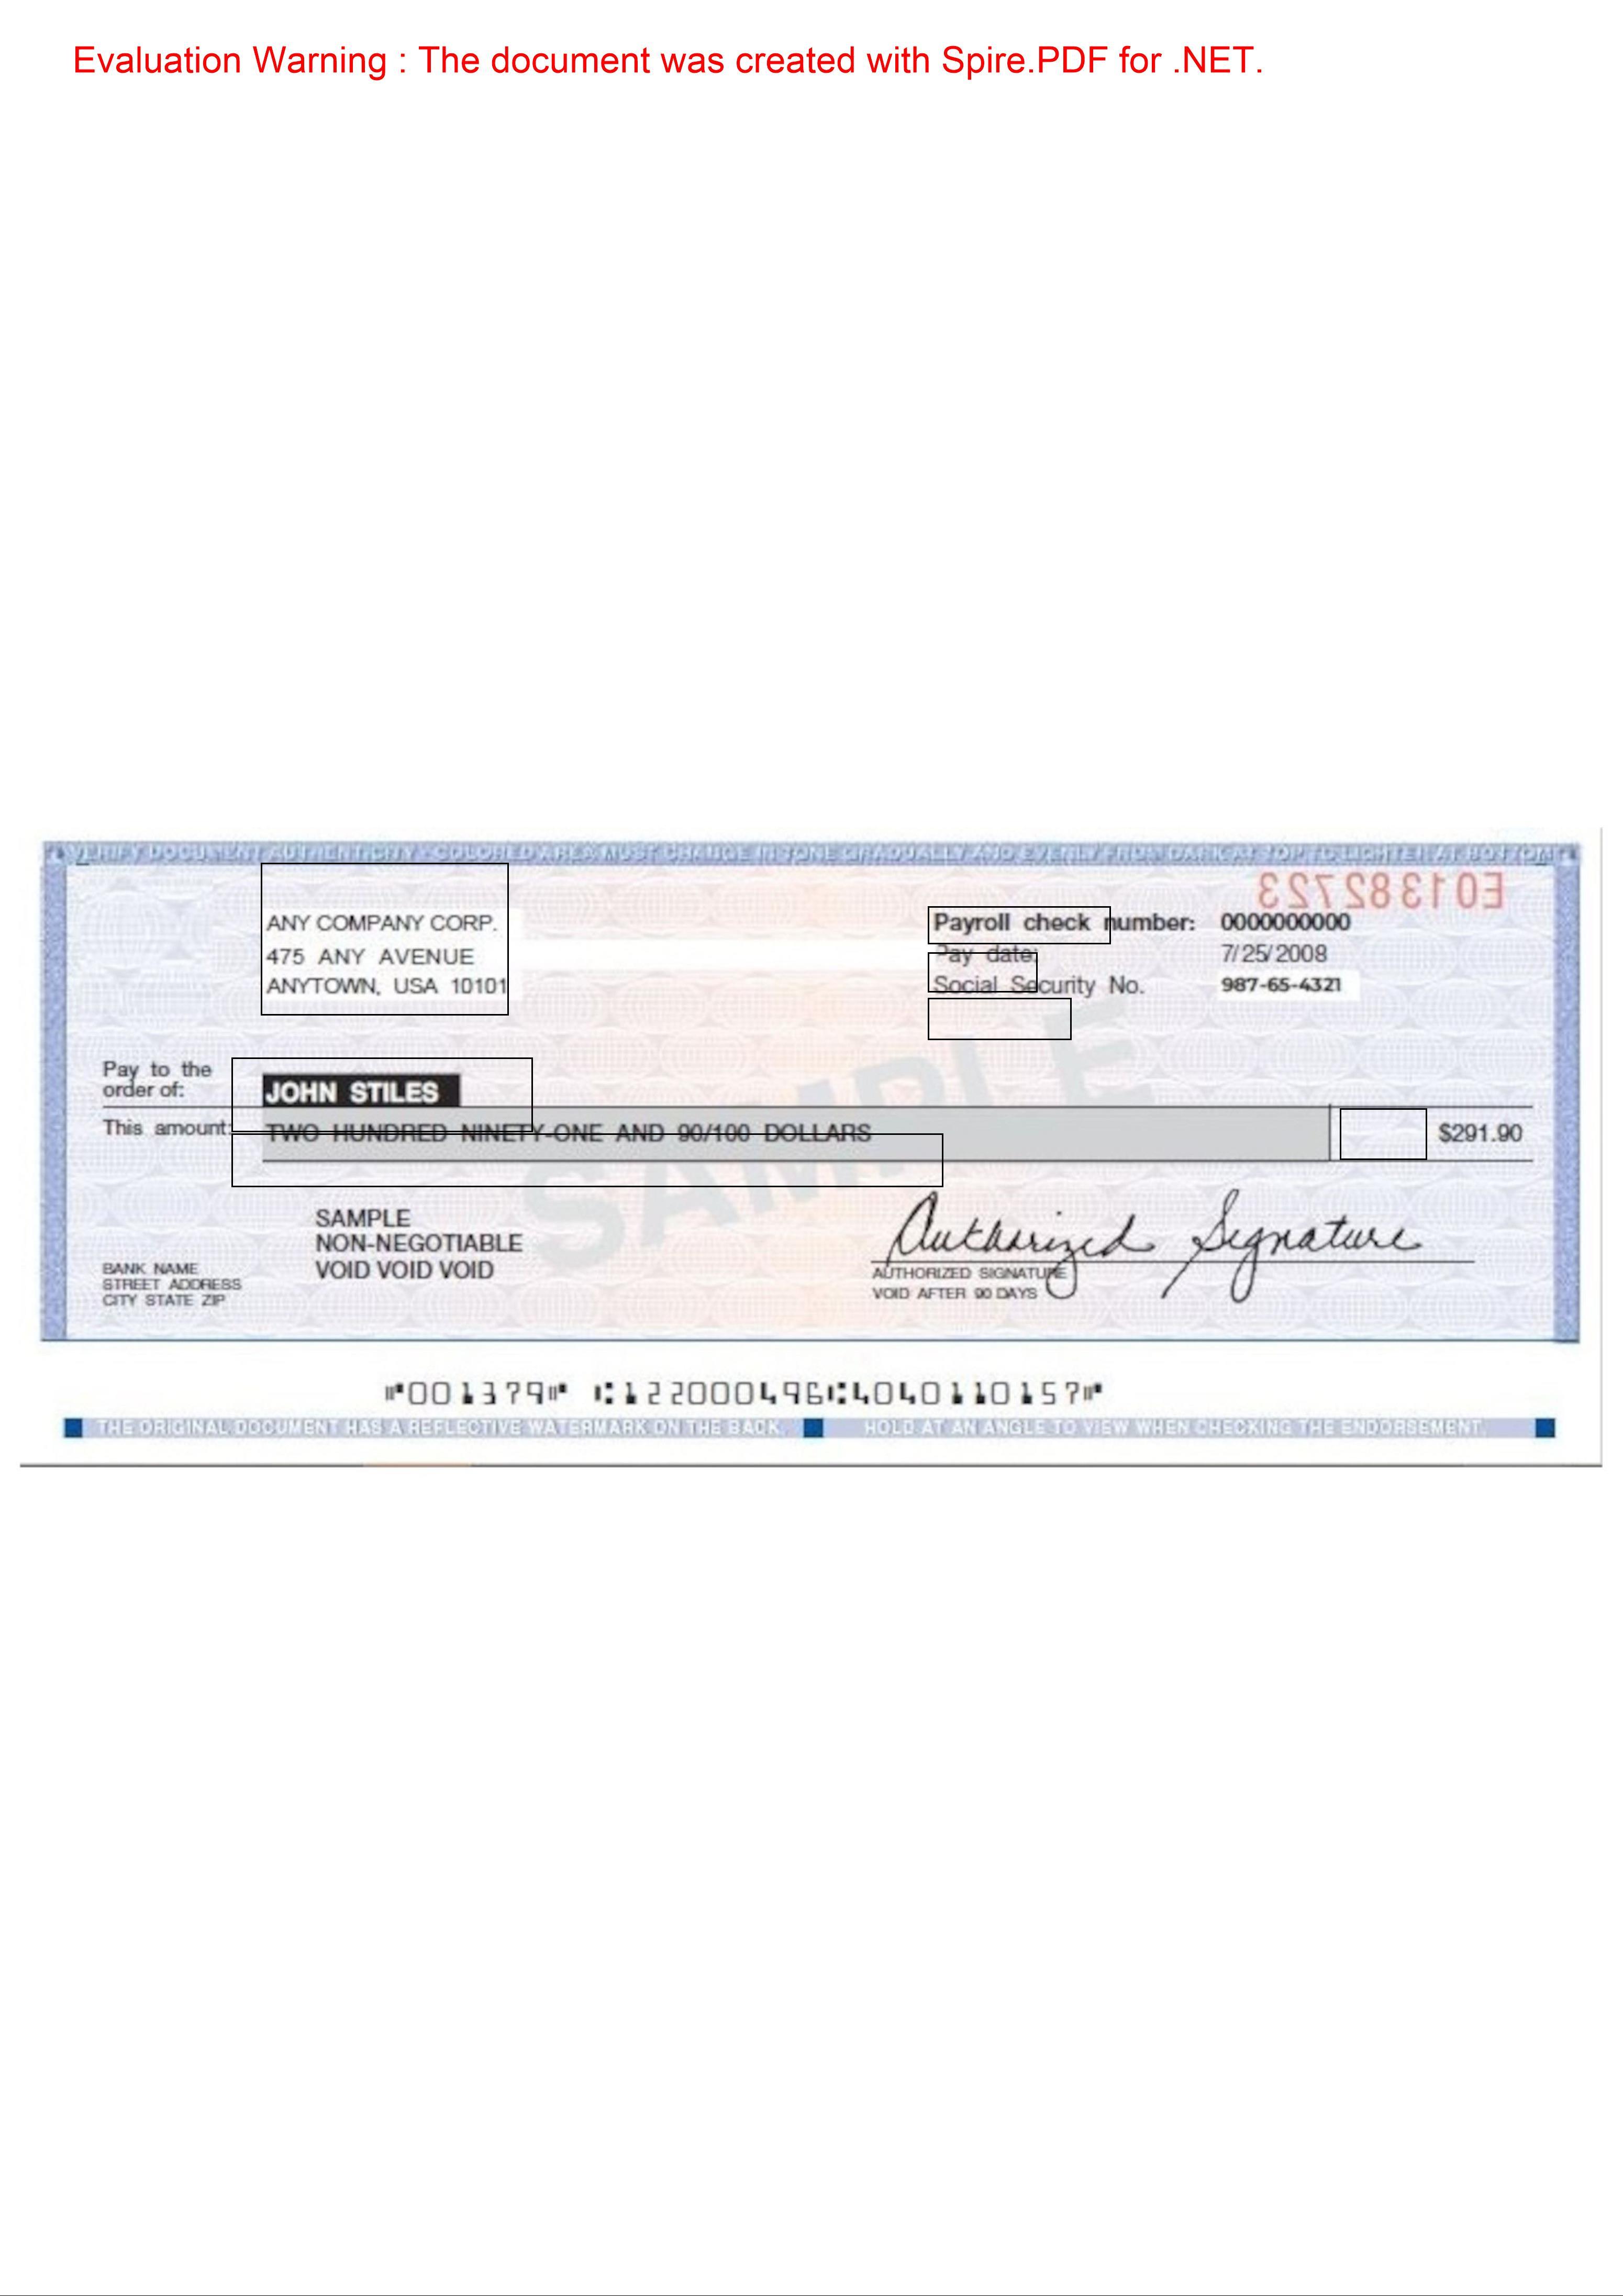 Evaluation Warning : The document was created with Spire.PDF for .NET.
VERIFY DOCUMENT AUTHENTICITY - COLORED AREA MUST CHANGE IN TONE GRADUALLY AND EVENLY FROM DARK AT TOP TO LIGHTER AT BOTTOM
E01382723
ANY COMPANY CORP.
475 ANY AVENUE
ANYTOWN, USA 10101
Payroll check number: 0000000000
Pay date: 7/25/2008
Social Security No. 987-65-4321
Pay to the
order of: JOHN STILES
This amount: TWO HUNDRED NINETY-ONE AND 90/100 DOLLARS $291.90
SAMPLE
SAMPLE
NON-NEGOTIABLE
VOID VOID VOID
BANK NAME
STREET ADDRESS
CITY STATE ZIP
Authorized Signature
AUTHORIZED SIGNATURE
VOID AFTER 90 DAYS
⑈001379⑈ ⑆122000496⑆4040110157⑈
THE ORIGINAL DOCUMENT HAS A REFLECTIVE WATERMARK ON THE BACK. HOLD AT AN ANGLE TO VIEW WHEN CHECKING THE ENDORSEMENT.